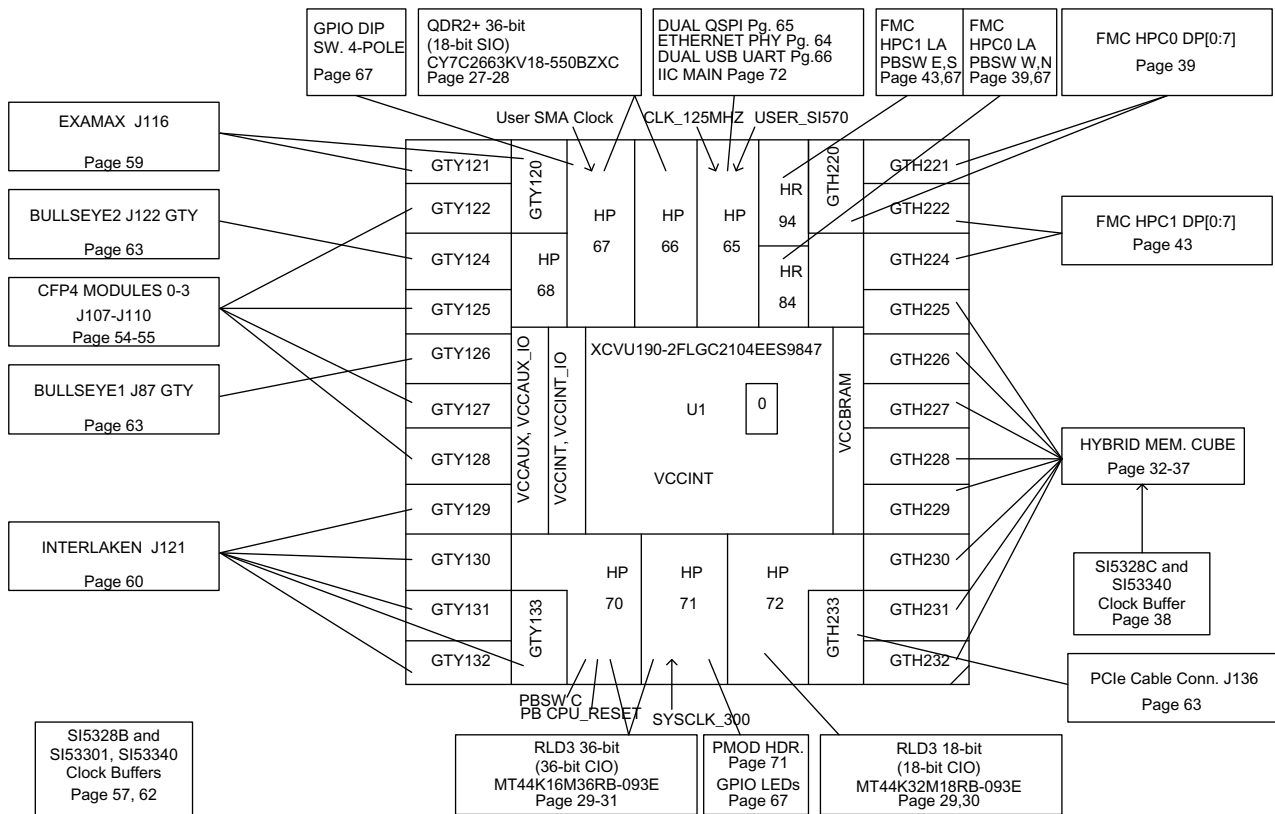 GPIO DIP
SW. 4-POLE
Page 67
QDR2+ 36-bit
(18-bit SIO)
CY7C2663KV18-550BZXC
Page 27-28
DUAL QSPI Pg. 65
ETHERNET PHY Pg. 64
DUAL USB UART Pg.66
IIC MAIN Page 72
FMC
HPC1 LA
PBSW E,S
Page 43,67
FMC
HPC0 LA
PBSW W,N
Page 39,67
FMC HPC0 DP[0:7]
Page 39
EXAMAX J116
Page 59
BULLSEYE2 J122 GTY
Page 63
CFP4 MODULES 0-3
J107-J110
Page 54-55
BULLSEYE1 J87 GTY
Page 63
INTERLAKEN J121
Page 60
SI5328B and
SI53301, SI53340
Clock Buffers
Page 57, 62
User SMA Clock
CLK_125MHZ
USER_SI570
GTY121
GTY122
GTY124
GTY125
GTY126
GTY127
GTY128
GTY129
GTY130
GTY131
GTY132
GTY120
HP
68
HP
67
HP
66
HP
65
HR
94
HR
84
GTH220
VCCAUX, VCCAUX_IO
VCCINT, VCCINT_IO
XCVU190-2FLGC2104EES9847
U1
0
VCCINT
VCCBRAM
GTY133
HP
70
HP
71
HP
72
GTH233
GTH221
GTH222
GTH224
GTH225
GTH226
GTH227
GTH228
GTH229
GTH230
GTH231
GTH232
FMC HPC1 DP[0:7]
Page 43
HYBRID MEM. CUBE
Page 32-37
SI5328C and
SI53340
Clock Buffer
Page 38
PCIe Cable Conn. J136
Page 63
PBSW C
PB CPU_RESET
SYSCLK_300
RLD3 36-bit
(36-bit CIO)
MT44K16M36RB-093E
Page 29-31
PMOD HDR.
Page 71
GPIO LEDs
Page 67
RLD3 18-bit
(18-bit CIO)
MT44K32M18RB-093E
Page 29,30